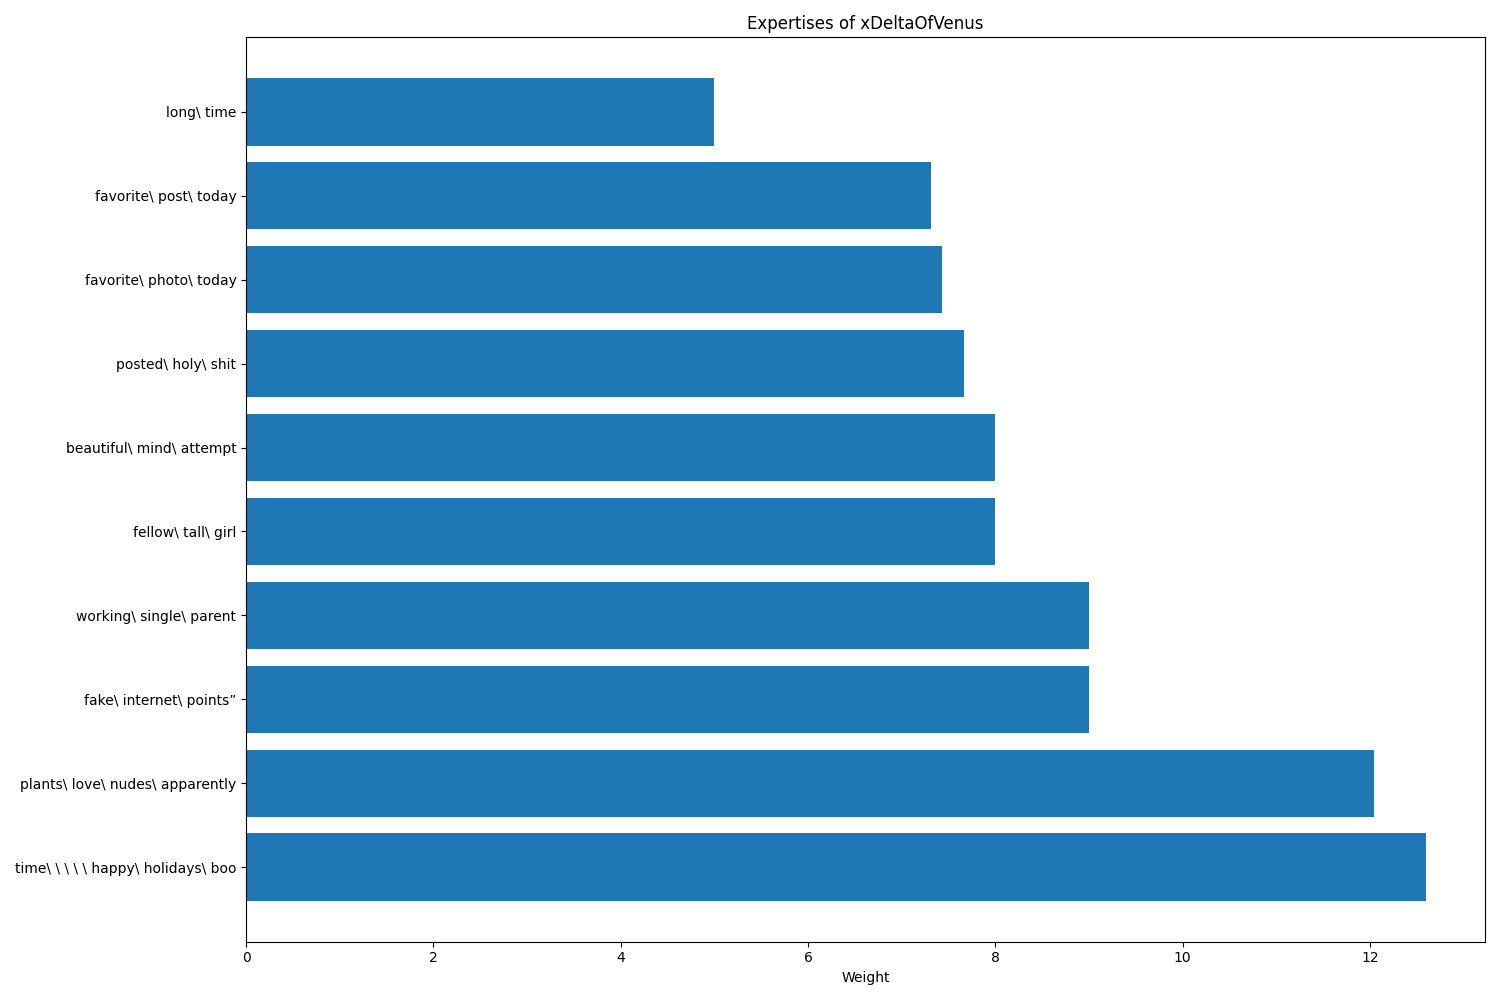 Expertises of xDeltaOfVenus
long\ time
favorite\ post\ today
favorite\ photo\ today
posted\ holy\ shit
beautiful\ mind\ attempt
fellow\ tall\ girl
working\ single\ parent
fake\ internet\ points”
plants\ love\ nudes\ apparently
time\ \ \ \ \ happy\ holidays\ boo
0 2 4 6 8 10 12
Weight